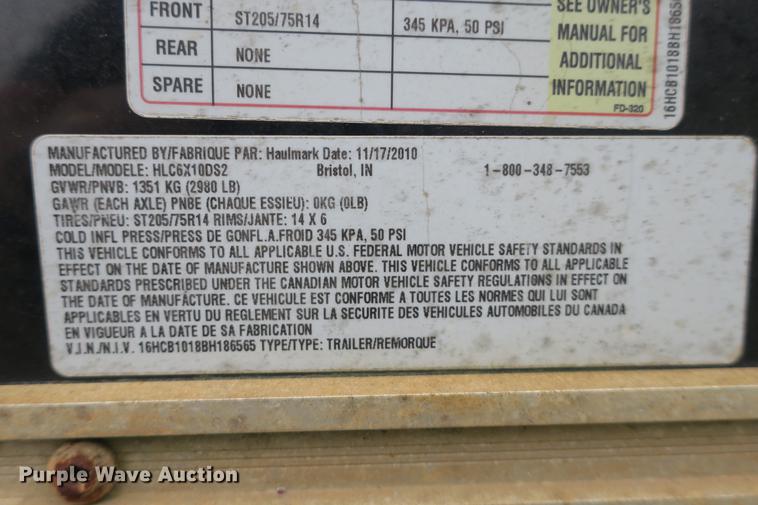 SEE OWNER'S
FRONT ST205/75R14 345 KPA, 50 PSI MANUAL FOR
REAR NONE ADDITIONAL
SPARE NONE INFORMATION
FD-320
16HCB1018BH18656
MANUFACTURED BY/FABRIQUE PAR: Haulmark Date: 11/17/2010
MODEL/MODELE: HLC6X10DS2 Bristol, IN 1-800-348-7553
GVWR/PNVB: 1351 KG (2980 LB)
GAWR (EACH AXLE) PNBE (CHAQUE ESSIEU): 0KG (0LB)
TIRES/PNEU: ST205/75R14 RIMS/JANTE: 14 X 6
COLD INFL PRESS/PRESS DE GONFL.A.FROID 345 KPA, 50 PSI
THIS VEHICLE CONFORMS TO ALL APPLICABLE U.S. FEDERAL MOTOR VEHICLE SAFETY STANDARDS IN
EFFECT ON THE DATE OF MANUFACTURE SHOWN ABOVE. THIS VEHICLE CONFORMS TO ALL APPLICABLE
STANDARDS PRESCRIBED UNDER THE CANADIAN MOTOR VEHICLE SAFETY REGULATIONS IN EFFECT ON
THE DATE OF MANUFACTURE. CE VEHICULE EST CONFORME A TOUTES LES NORMES QUI LUI SONT
APPLICABLES EN VERTU DU REGLEMENT SUR LA SECURITE DES VEHICULES AUTOMOBILES DU CANADA
EN VIGUEUR A LA DATE DE SA FABRICATION
V.I.N./N.I.V. 16HCB1018BH186565 TYPE/TYPE: TRAILER/REMORQUE
Purple Wave Auction